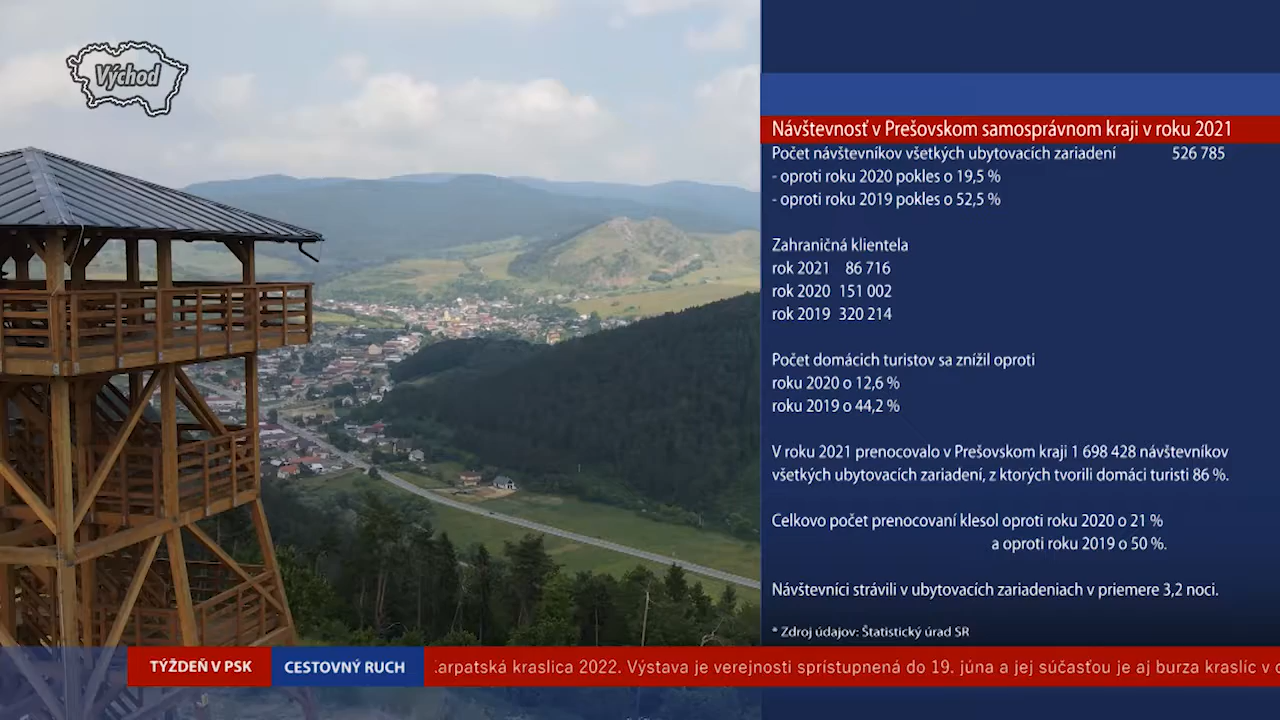 Východ
Návštevnosť v Prešovskom samosprávnom kraji v roku 2021
Počet návštevníkov všetkých ubytovacích zariadení 526 785
- oproti roku 2020 pokles o 19,5 %
- oproti roku 2019 pokles o 52,5 %
Zahraničná klientela
rok 2021 86 716
rok 2020 151 002
rok 2019 320 214
Počet domácich turistov sa znížil oproti
roku 2020 o 12,6 %
roku 2019 o 44,2 %
V roku 2021 prenocovalo v Prešovskom kraji 1 698 428 návštevníkov
všetkých ubytovacích zariadení, z ktorých tvorili domáci turisti 86 %.
Celkovo počet prenocovaní klesol oproti roku 2020 o 21 %
a oproti roku 2019 o 50 %.
Návštevníci strávili v ubytovacích zariadeniach v priemere 3,2 noci.
* Zdroj údajov: Štatistický úrad SR
TÝŽDEŇ V PSK CESTOVNÝ RUCH arpatská kraslica 2022. Výstava je verejnosti sprístupnená do 19. júna a jej súčasťou je aj burza kraslíc v